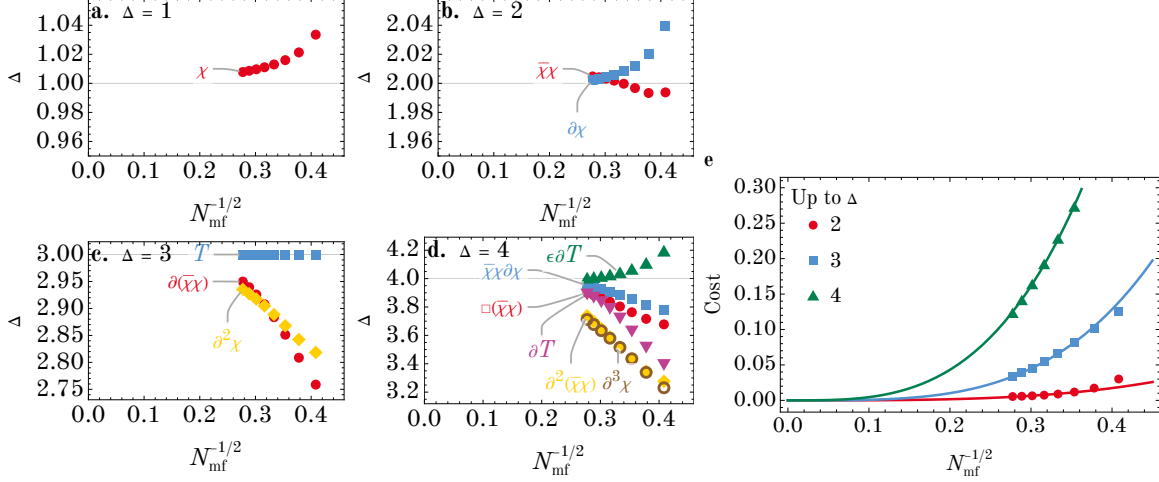 a. Δ = 1
1.04
1.02
1.00
0.98
0.96
Δ
χ
0.0 0.1 0.2 0.3 0.4
N_mf^{-1/2}
b. Δ = 2
1.04
2.02
2.00
1.98
1.96
Δ
χ̄χ
∂χ
0.0 0.1 0.2 0.3 0.4
N_mf^{-1/2}
c. Δ = 3
3.00
2.95
2.90
2.85
2.80
2.75
Δ
T
∂(χ̄χ)
∂²χ
0.0 0.1 0.2 0.3 0.4
N_mf^{-1/2}
d. Δ = 4
4.2
4.0
3.8
3.6
3.4
3.2
Δ
ϵ∂T
χ̄χ∂χ
□(χ̄χ)
∂T
∂²(χ̄χ) ∂³χ
0.0 0.1 0.2 0.3 0.4
N_mf^{-1/2}
e
0.30
0.25
0.20
0.15
0.10
0.05
0.00
Cost
Up to Δ
2
3
4
0.0 0.1 0.2 0.3 0.4
N_mf^{-1/2}